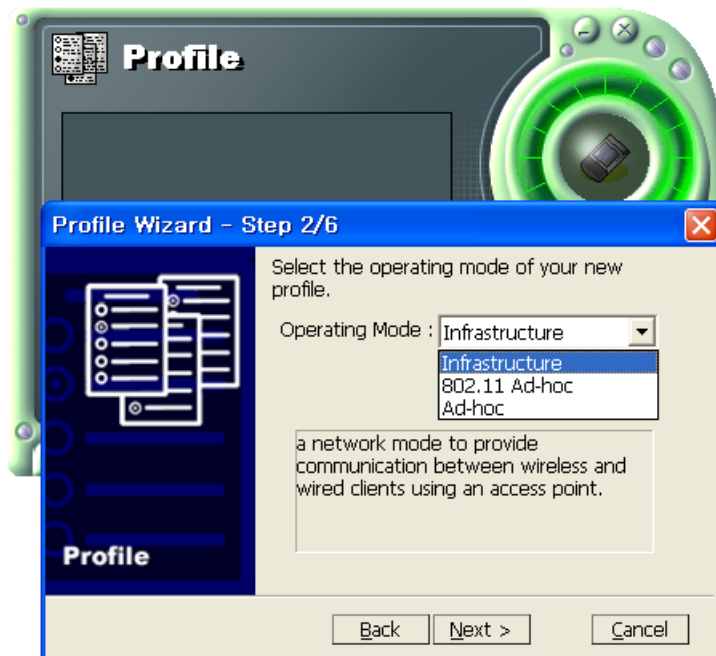 Profile
Profile Wizard - Step 2/6
Select the operating mode of your new
profile.
Operating Mode : Infrastructure
Infrastructure
802.11 Ad-hoc
Ad-hoc
a network mode to provide
communication between wireless and
wired clients using an access point.
Profile
Back Next > Cancel